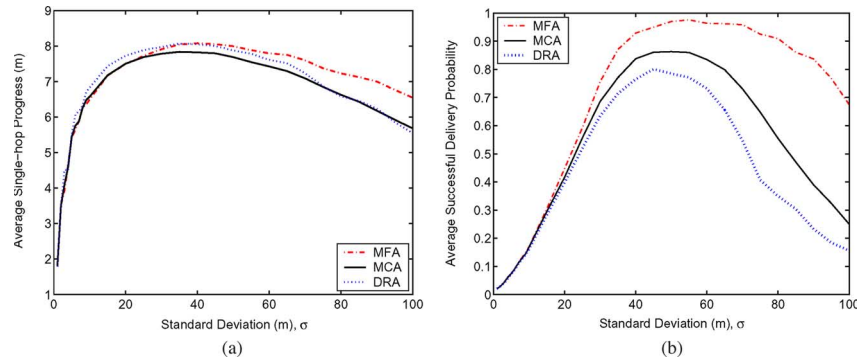 Average Single-hop Progress (m)
9
8
7
6
5
4
3
2
1
0
20
40
60
80
100
MFA
MCA
DRA
Standard Deviation (m), σ
(a)
Average Successful Delivery Probability
1
0.9
0.8
0.7
0.6
0.5
0.4
0.3
0.2
0.1
0
0
20
40
60
80
100
MFA
MCA
DRA
Standard Deviation (m), σ
(b)